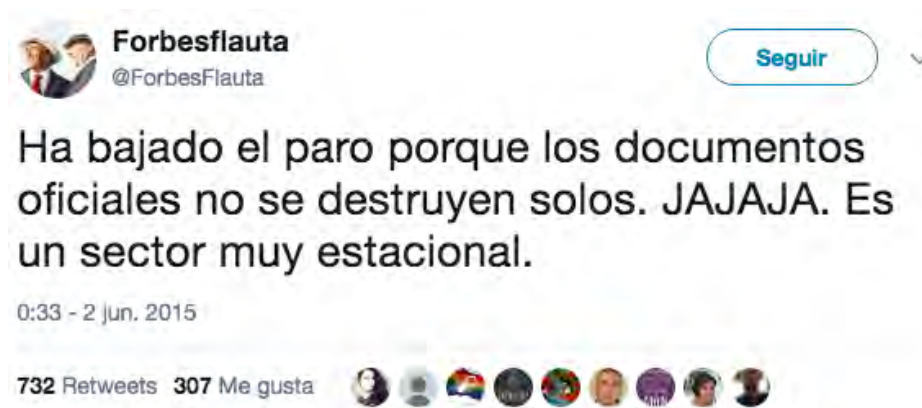 Forbesflauta
@ForbesFlauta
Seguir
Ha bajado el paro porque los documentos
oficiales no se destruyen solos. JAJAJA. Es
un sector muy estacional.
0:33 - 2 jun. 2015
732 Retweets 307 Me gusta